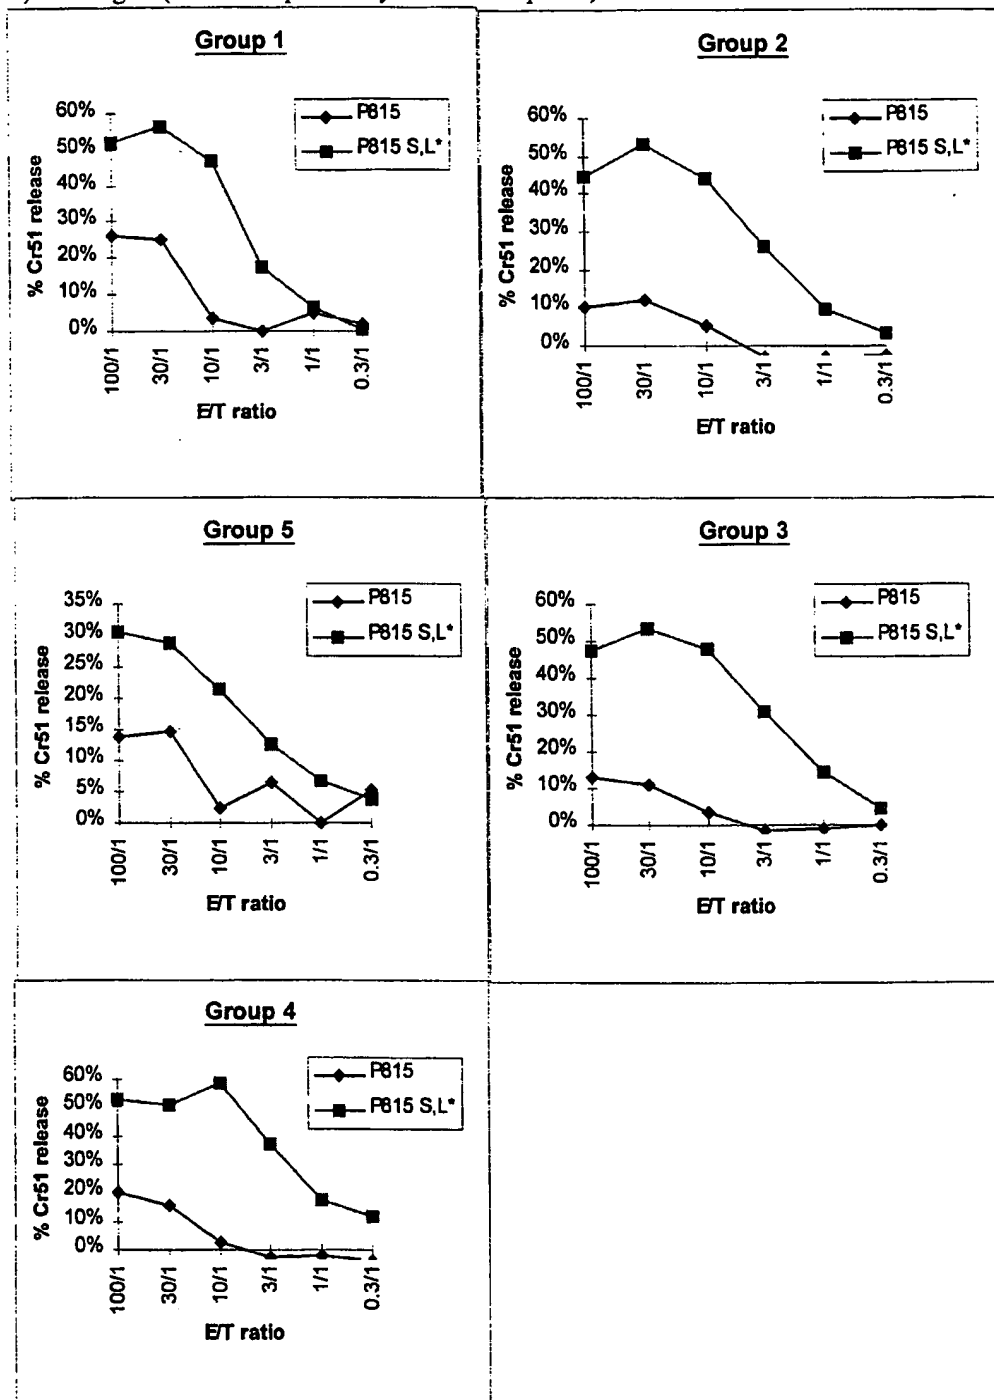 Group 1
P815
P815 S,L*
% Cr51 release
60%
50%
40%
30%
20%
10%
0%
100/1
30/1
10/1
3/1
1/1
0.3/1
E/T ratio
Group 2
P815
P815 S,L*
% Cr51 release
60%
50%
40%
30%
20%
10%
0%
100/1
30/1
10/1
3/1
1/1
0.3/1
E/T ratio
Group 5
P815
P815 S,L*
% Cr51 release
35%
30%
25%
20%
15%
10%
5%
0%
100/1
30/1
10/1
3/1
1/1
0.3/1
E/T ratio
Group 3
P815
P815 S,L*
% Cr51 release
60%
50%
40%
30%
20%
10%
0%
100/1
30/1
10/1
3/1
1/1
0.3/1
E/T ratio
Group 4
P815
P815 S,L*
% Cr51 release
60%
50%
40%
30%
20%
10%
0%
100/1
30/1
10/1
3/1
1/1
0.3/1
E/T ratio